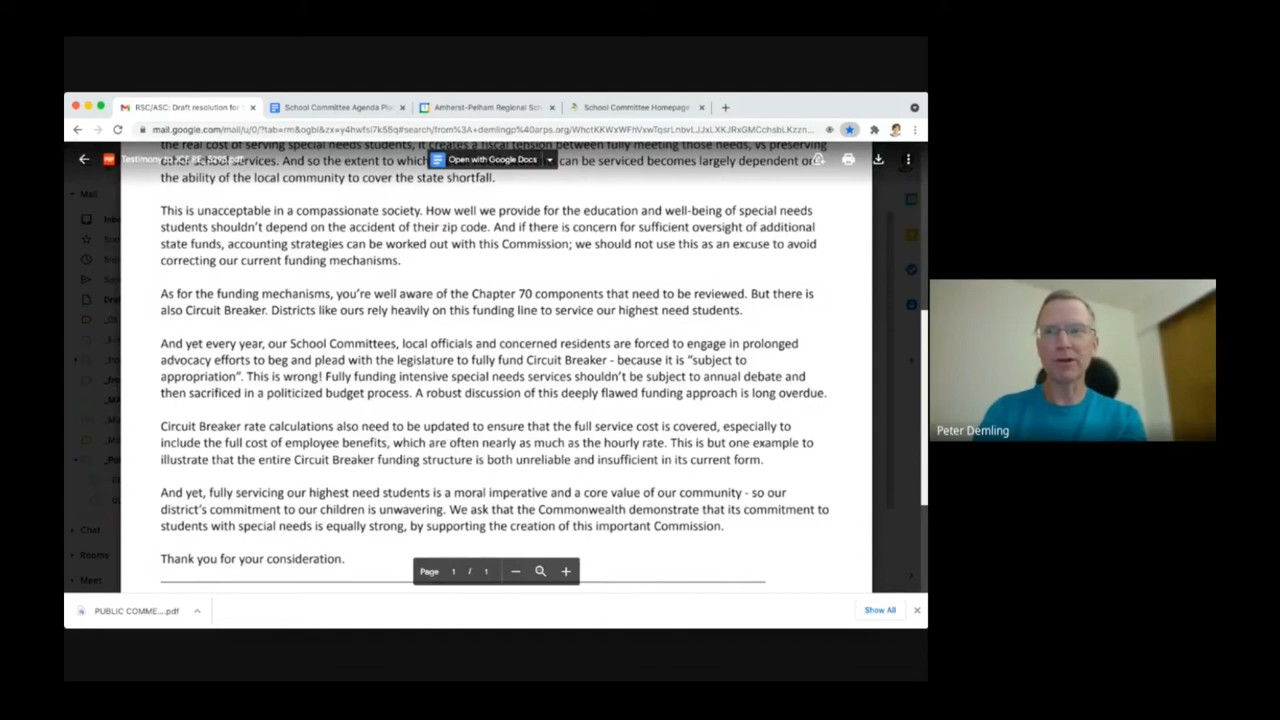 RSC/ASC: Draft resolution for
School Committee Agenda Pla
Amherst-Pelham Regional Sch
School Committee Homepage
the real cost of serving special needs students, it creates a fiscal tension between fully meeting those needs, vs preserving
Open with Google Docs
other school services. And so the extent to which can be serviced becomes largely dependent on
the ability of the local community to cover the state shortfall.
Mail
This is unacceptable in a compassionate society. How well we provide for the education and well-being of special needs
students shouldn't depend on the accident of their zip code. And if there is concern for sufficient oversight of additional
state funds, accounting strategies can be worked out with this Commission; we should not use this as an excuse to avoid
correcting our current funding mechanisms.
As for the funding mechanisms, you're well aware of the Chapter 70 components that need to be reviewed. But there is
also Circuit Breaker. Districts like ours rely heavily on this funding line to service our highest need students.
And yet every year, our School Committees, local officials and concerned residents are forced to engage in prolonged
advocacy efforts to beg and plead with the legislature to fully fund Circuit Breaker - because it is "subject to
appropriation". This is wrong! Fully funding intensive special needs services shouldn't be subject to annual debate and
then sacrificed in a politicized budget process. A robust discussion of this deeply flawed funding approach is long overdue.
Circuit Breaker rate calculations also need to be updated to ensure that the full service cost is covered, especially to
include the full cost of employee benefits, which are often nearly as much as the hourly rate. This is but one example to
illustrate that the entire Circuit Breaker funding structure is both unreliable and insufficient in its current form.
And yet, fully servicing our highest need students is a moral imperative and a core value of our community - so our
district's commitment to our children is unwavering. We ask that the Commonwealth demonstrate that its commitment to
students with special needs is equally strong, by supporting the creation of this important Commission.
Thank you for your consideration.
Chat
Rooms
Meet
Page 1 / 1
PUBLIC COMME....pdf
Show All
Peter Demling